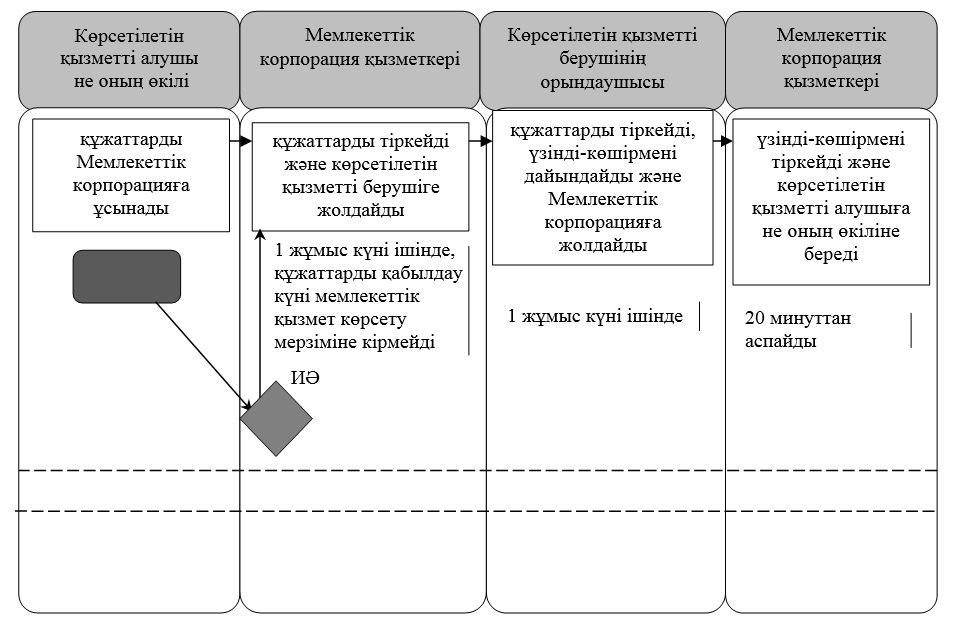 Көрсетілетін
қызметті алушы
не оның өкілі
Мемлекеттік
корпорация қызметкері
Көрсетілетін қызметті
берушінің
орындаушысы
Мемлекеттік
корпорация
қызметкері
құжаттарды
Мемлекеттік
корпорацияға
ұсынады
құжаттарды тіркейді
және көрсетілетін
қызметті берушіге
жолдайды
құжаттарды тіркейді,
үзінді-көшірмені
дайындайды және
Мемлекеттік
корпорацияға
жолдайды
үзінді-көшірмені
тіркейді және
көрсетілетін
қызметті алушыға
не оның өкіліне
береді
1 жұмыс күні ішінде,
құжаттарды қабылдау
күні мемлекеттік
қызмет көрсету
мерзіміне кірмейді
1 жұмыс күні ішінде
20 минуттан
аспайды
ИӘ